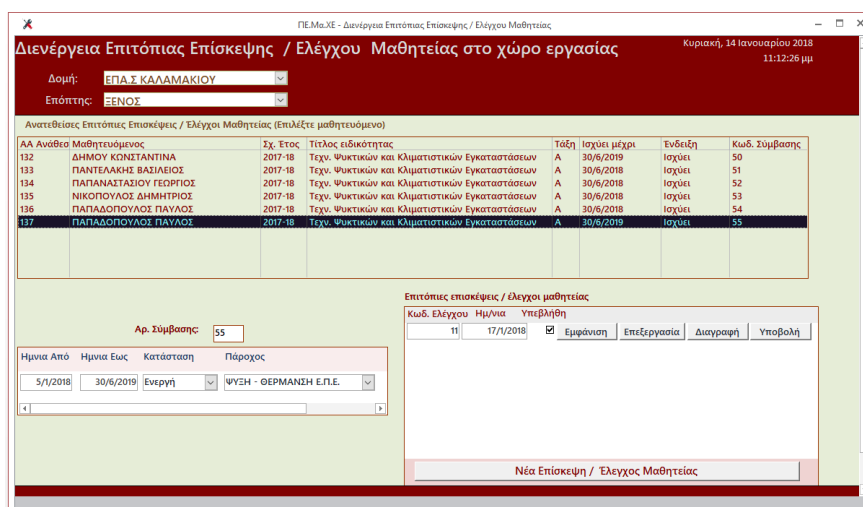 ΠΕ.Μα.ΧΕ - Διενέργεια Επιτόπιας Επίσκεψης / Ελέγχου Μαθητείας
Διενέργεια Επιτόπιας Επίσκεψης / Ελέγχου Μαθητείας στο χώρο εργασίας
Κυριακή, 14 Ιανουαρίου 2018
11:12:26 μμ
Δομή: ΕΠΑ.Σ ΚΑΛΑΜΑΚΙΟΥ
Επόπτης: ΞΕΝΟΣ
Ανατεθείσες Επιτόπιες Επισκέψεις / Έλεγχοι Μαθητείας (Επιλέξτε μαθητευόμενο)
ΑΑ Ανάθεσ Μαθητευόμενος Σχ. Έτος Τίτλος ειδικότητας Τάξη Ισχύει μέχρι Ένδειξη Κωδ. Σύμβασης
132 ΔΗΜΟΥ ΚΩΝΣΤΑΝΤΙΝΑ 2017-18 Τεχν. Ψυκτικών και Κλιματιστικών Εγκαταστάσεων Α 30/6/2019 Ισχύει 50
133 ΠΑΝΤΕΛΑΚΗΣ ΒΑΣΙΛΕΙΟΣ 2017-18 Τεχν. Ψυκτικών και Κλιματιστικών Εγκαταστάσεων Α 30/6/2018 Ισχύει 51
134 ΠΑΠΑΝΑΣΤΑΣΙΟΥ ΓΕΩΡΓΙΟΣ 2017-18 Τεχν. Ψυκτικών και Κλιματιστικών Εγκαταστάσεων Α 30/6/2019 Ισχύει 52
135 ΝΙΚΟΠΟΥΛΟΣ ΔΗΜΗΤΡΙΟΣ 2017-18 Τεχν. Ψυκτικών και Κλιματιστικών Εγκαταστάσεων Α 30/6/2019 Ισχύει 53
136 ΠΑΠΑΔΟΠΟΥΛΟΣ ΠΑΥΛΟΣ 2017-18 Τεχν. Ψυκτικών και Κλιματιστικών Εγκαταστάσεων Α 30/6/2018 Ισχύει 54
137 ΠΑΠΑΔΟΠΟΥΛΟΣ ΠΑΥΛΟΣ 2017-18 Τεχν. Ψυκτικών και Κλιματιστικών Εγκαταστάσεων Α 30/6/2019 Ισχύει 55
Επιτόπιες επισκέψεις / έλεγχοι μαθητείας
Κωδ. Ελέγχου Ημ/νια Υπεβλήθη
11 17/1/2018 Εμφάνιση Επεξεργασία Διαγραφή Υποβολή
Αρ. Σύμβασης: 55
Ημνια Από Ημνια Εως Κατάσταση Πάροχος
5/1/2018 30/6/2019 Ενεργή ΨΥΞΗ - ΘΕΡΜΑΝΣΗ Ε.Π.Ε.
Νέα Επίσκεψη / Έλεγχος Μαθητείας